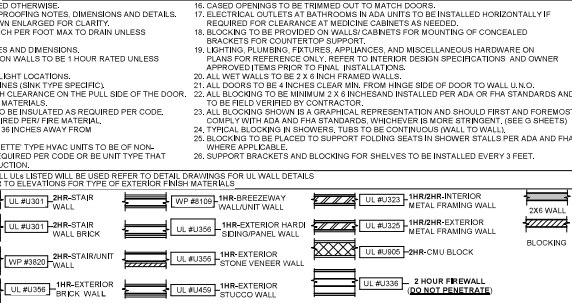 ED OTHERWISE.
ROOFING NOTES, DIMENSIONS AND DETAILS.
WN ENLARGED FOR CLARITY.
CH PER FOOT MAX TO DRAIN UNLESS
ES AND DIMENSIONS.
ON WALLS TO BE 1 HOUR RATED UNLESS
LIGHT LOCATIONS.
NES (SINK TYPE SPECIFIC).
H CLEARANCE ON THE PULL SIDE OF THE DOOR.
MATERIALS.
O BE INSULATED AS REQUIRED PER CODE.
IRED PER/ FRE MATERIAL.
36 INCHES AWAY FROM
UETTE' TYPE HVAC UNITS TO BE OF NON-
EQUIRED PER CODE OR BE UNIT TYPE THAT
UCTION.
16. CASED OPENINGS TO BE TRIMMED OUT TO MATCH DOORS.
17. ELECTRICAL OUTLETS AT BATHROOMS IN ADA UNITS TO BE INSTALLED HORIZONTALLY IF
REQUIRED FOR CLEARANCE AT MEDICINE CABINETS AS NEEDED.
18. BLOCKING TO BE PROVIDED ON WALLS/ CABINETS FOR MOUNTING OF CONCEALED
BRACKETS FOR COUNTERTOP SUPPORT.
19. LIGHTING, PLUMBING, FIXTURES, APPLIANCES, AND MISCELLANEOUS HARDWARE ON
PLANS FOR REFERENCE ONLY, REFER TO INTERIOR DESIGN SPECIFICATIONS AND OWNER
APPROVED ITEMS PRIOR TO FINAL INSTALLATIONS.
20. ALL WET WALLS TO BE 2 X 6 INCH FRAMED WALLS.
21. ALL DOORS TO BE 4 INCHES CLEAR MIN. FROM HINGE SIDE OF DOOR TO WALL U.N.O.
22. ALL BLOCKING TO BE MINIMUM 2 X 6 INCHESAND INSTALLED PER ADA OR FHA STANDARDS AND
TO BE FIELD VERIFIED BY CONTRACTOR.
23. ALL BLOCKING SHOWN IS A GRAPHICAL REPRESENTATION AND SHOULD FIRST AND FOREMOST
COMPLY WITH ADA AND FHA STANDARDS, WHICHEVER IS MORE STRINGENT, (SEE G SHEETS)
24. TYPICAL BLOCKING IN SHOWERS, TUBS TO BE CONTINUOUS (WALL TO WALL).
25. BLOCKING TO BE PLACED TO SUPPORT FOLDING SEATS IN SHOWER STALLS PER ADA AND FHA
WHERE APPLICABLE.
26. SUPPORT BRACKETS AND BLOCKING FOR SHELVES TO BE INSTALLED EVERY 3 FEET.
LL ULs LISTED WILL BE USED REFER TO DETAIL DRAWINGS FOR UL WALL DETAILS
R TO ELEVATIONS FOR TYPE OF EXTERIOR FINISH MATERIALS
UL #U301
2HR-STAIR
WALL
UL #U301
2HR-STAIR
WALL BRICK
WP #3820
2HR-STAIR/UNIT
WALL
UL #U356
1HR-EXTERIOR
BRICK WALL
WP #8109
1HR-BREEZEWAY
WALL/UNIT WALL
UL #U356
1HR-EXTERIOR HARDI
SIDING/PANEL WALL
UL #U356
1HR-EXTERIOR
STONE VENEER WALL
UL #U459
1HR-EXTERIOR
STUCCO WALL
UL #U323
1HR/2HR-INTERIOR
METAL FRAMING WALL
UL #U326
1HR/2HR-EXTERIOR
METAL FRAMING WALL
UL #U905
2HR-CMU BLOCK
UL #U336
2 HOUR FIREWALL
(DO NOT PENETRATE)
2X6 WALL
BLOCKING